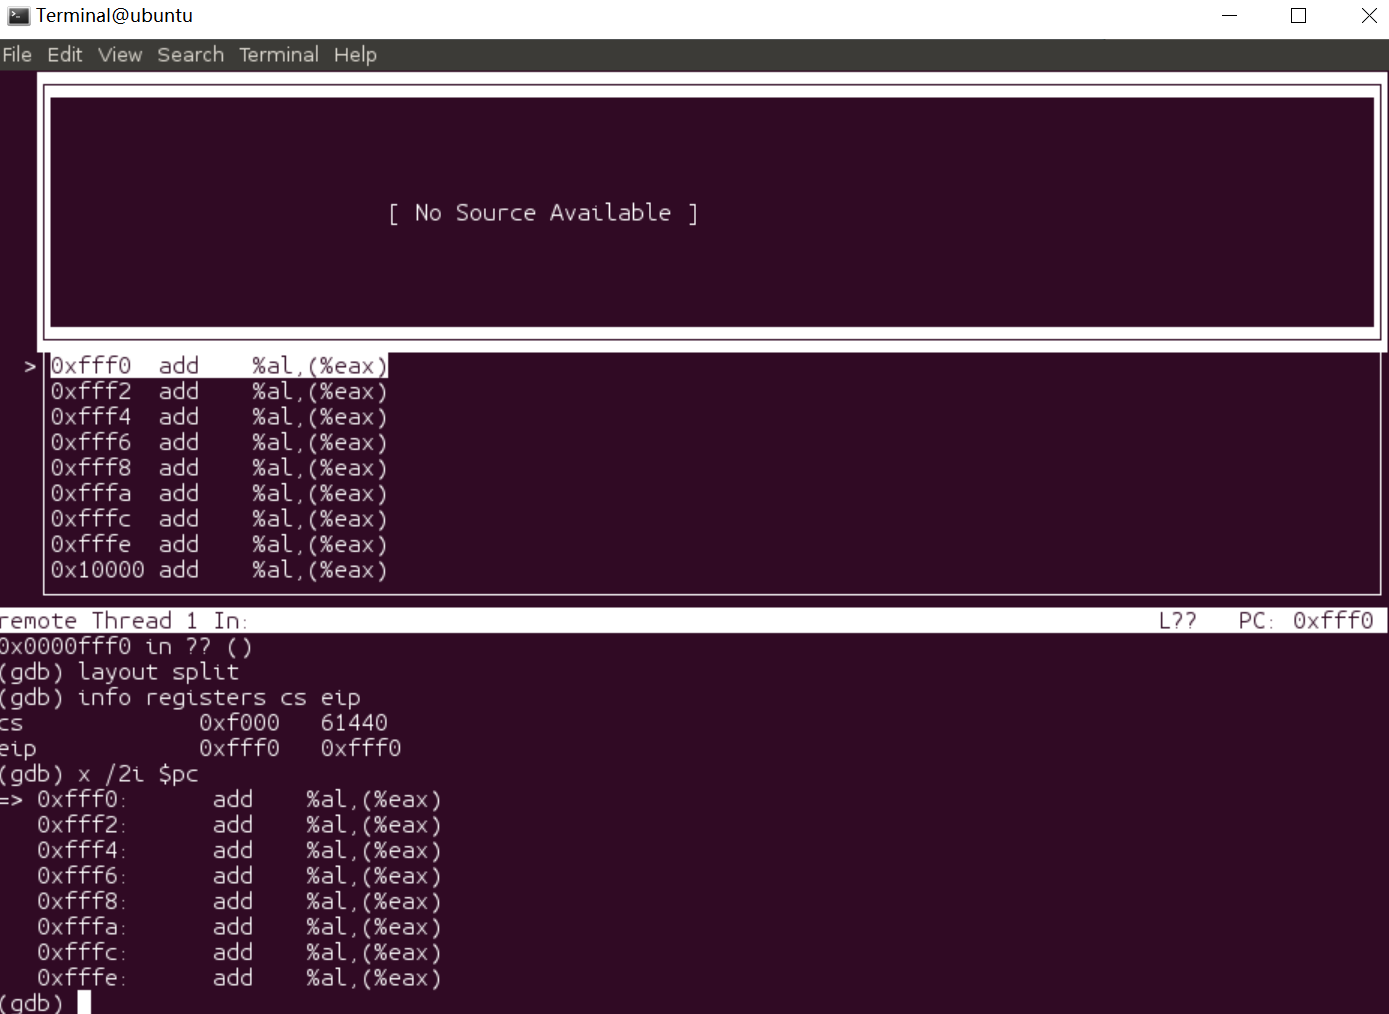 Terminal@ubuntu
File Edit View Search Terminal Help
[ No Source Available ]
> 0xfff0 add %al,(%eax)
0xfff2 add %al,(%eax)
0xfff4 add %al,(%eax)
0xfff6 add %al,(%eax)
0xfff8 add %al,(%eax)
0xfffa add %al,(%eax)
0xfffc add %al,(%eax)
0xfffe add %al,(%eax)
0x10000 add %al,(%eax)
remote Thread 1 In: L?? PC: 0xfff0
0x0000fff0 in ?? ()
(gdb) layout split
(gdb) info registers cs eip
cs 0xf000 61440
eip 0xfff0 0xfff0
(gdb) x /2i $pc
=> 0xfff0: add %al,(%eax)
0xfff2: add %al,(%eax)
0xfff4: add %al,(%eax)
0xfff6: add %al,(%eax)
0xfff8: add %al,(%eax)
0xfffa: add %al,(%eax)
0xfffc: add %al,(%eax)
0xfffe: add %al,(%eax)
(gdb)